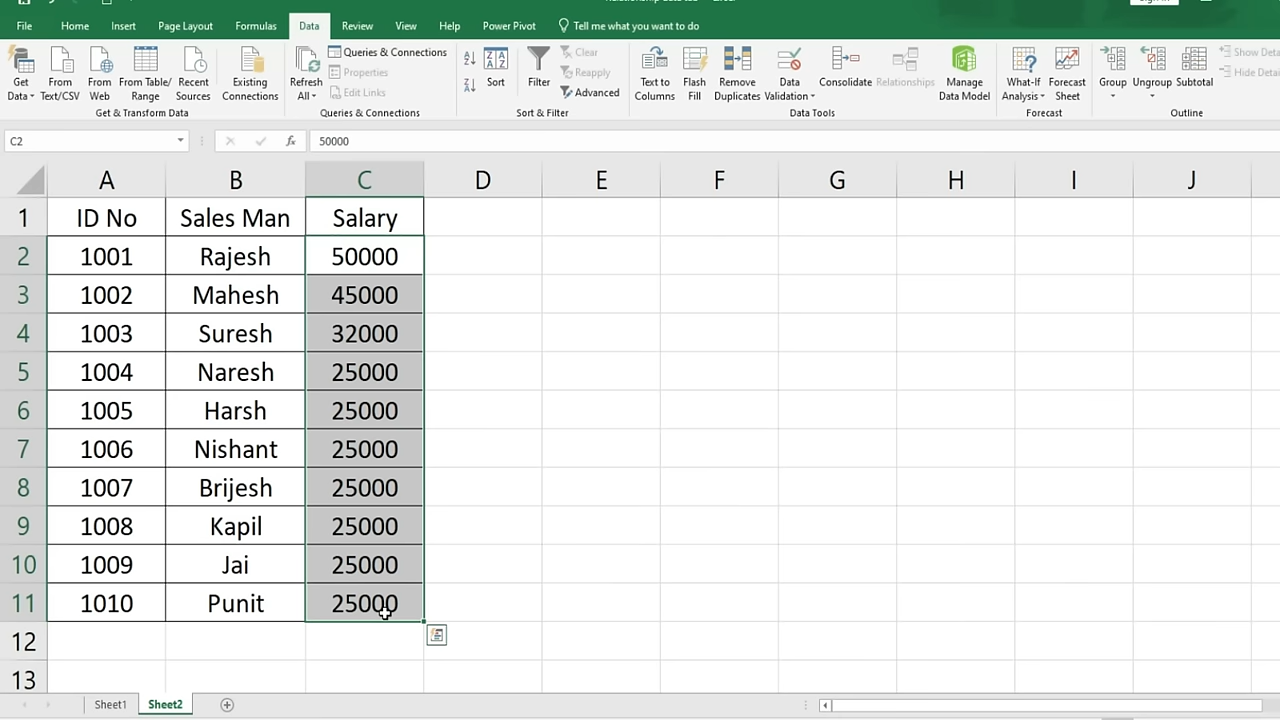 File Home Insert Page Layout Formulas Data Review View Help Power Pivot Tell me what you want to do
Get Data From Text/CSV From Web From Table/ Range Recent Sources Existing Connections
Get & Transform Data
Refresh All Queries & Connections Properties Edit Links
Queries & Connections
Sort Filter Clear Reapply Advanced
Sort & Filter
Text to Columns Flash Fill Remove Duplicates Data Validation Consolidate Relationships Manage Data Model
Data Tools
What-If Analysis Forecast Sheet
Forecast
Group Ungroup Subtotal
Outline
C2 fx 50000
A B C D E F G H I J
1 ID No Sales Man Salary
2 1001 Rajesh 50000
3 1002 Mahesh 45000
4 1003 Suresh 32000
5 1004 Naresh 25000
6 1005 Harsh 25000
7 1006 Nishant 25000
8 1007 Brijesh 25000
9 1008 Kapil 25000
10 1009 Jai 25000
11 1010 Punit 25000
12
13
Sheet1 Sheet2